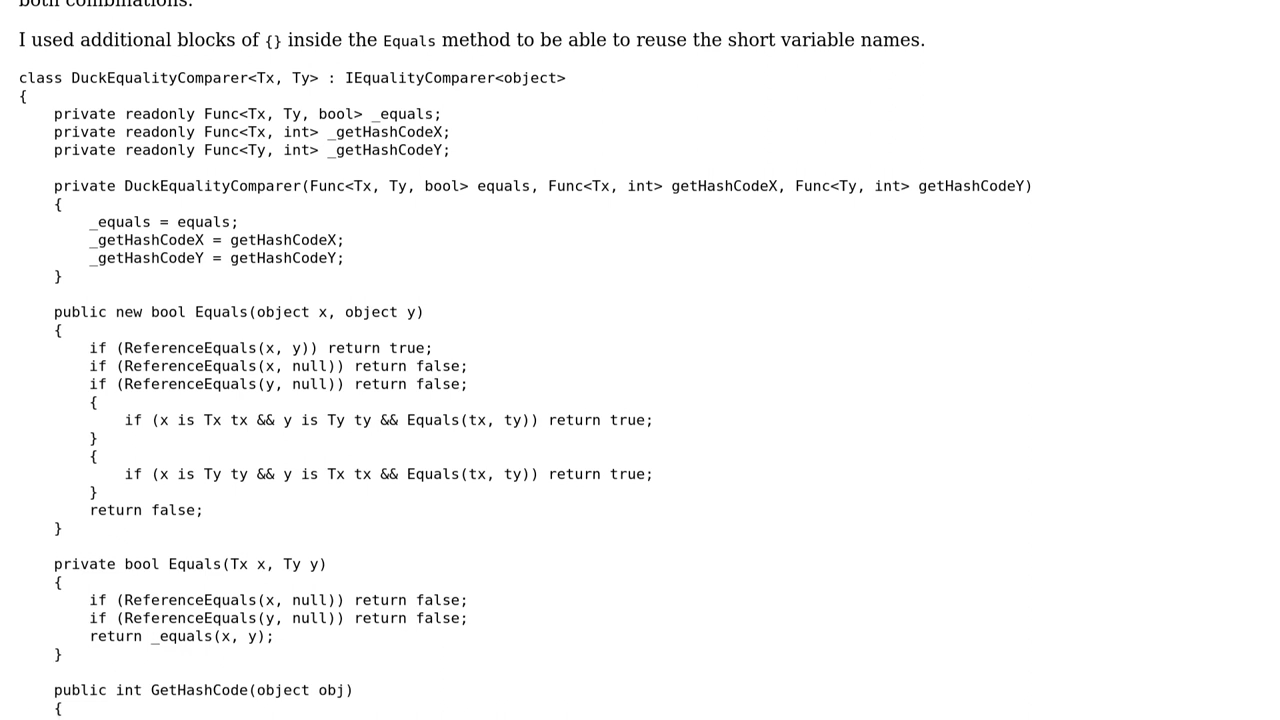 both combinations.
I used additional blocks of {} inside the Equals method to be able to reuse the short variable names.
class DuckEqualityComparer<Tx, Ty> : IEqualityComparer<object>
{
    private readonly Func<Tx, Ty, bool> _equals;
    private readonly Func<Tx, int> _getHashCodeX;
    private readonly Func<Ty, int> _getHashCodeY;

    private DuckEqualityComparer(Func<Tx, Ty, bool> equals, Func<Tx, int> getHashCodeX, Func<Ty, int> getHashCodeY)
    {
        _equals = equals;
        _getHashCodeX = getHashCodeX;
        _getHashCodeY = getHashCodeY;
    }

    public new bool Equals(object x, object y)
    {
        if (ReferenceEquals(x, y)) return true;
        if (ReferenceEquals(x, null)) return false;
        if (ReferenceEquals(y, null)) return false;
        {
            if (x is Tx tx && y is Ty ty && Equals(tx, ty)) return true;
        }
        {
            if (x is Ty ty && y is Tx tx && Equals(tx, ty)) return true;
        }
        return false;
    }

    private bool Equals(Tx x, Ty y)
    {
        if (ReferenceEquals(x, null)) return false;
        if (ReferenceEquals(y, null)) return false;
        return _equals(x, y);
    }

    public int GetHashCode(object obj)
    {